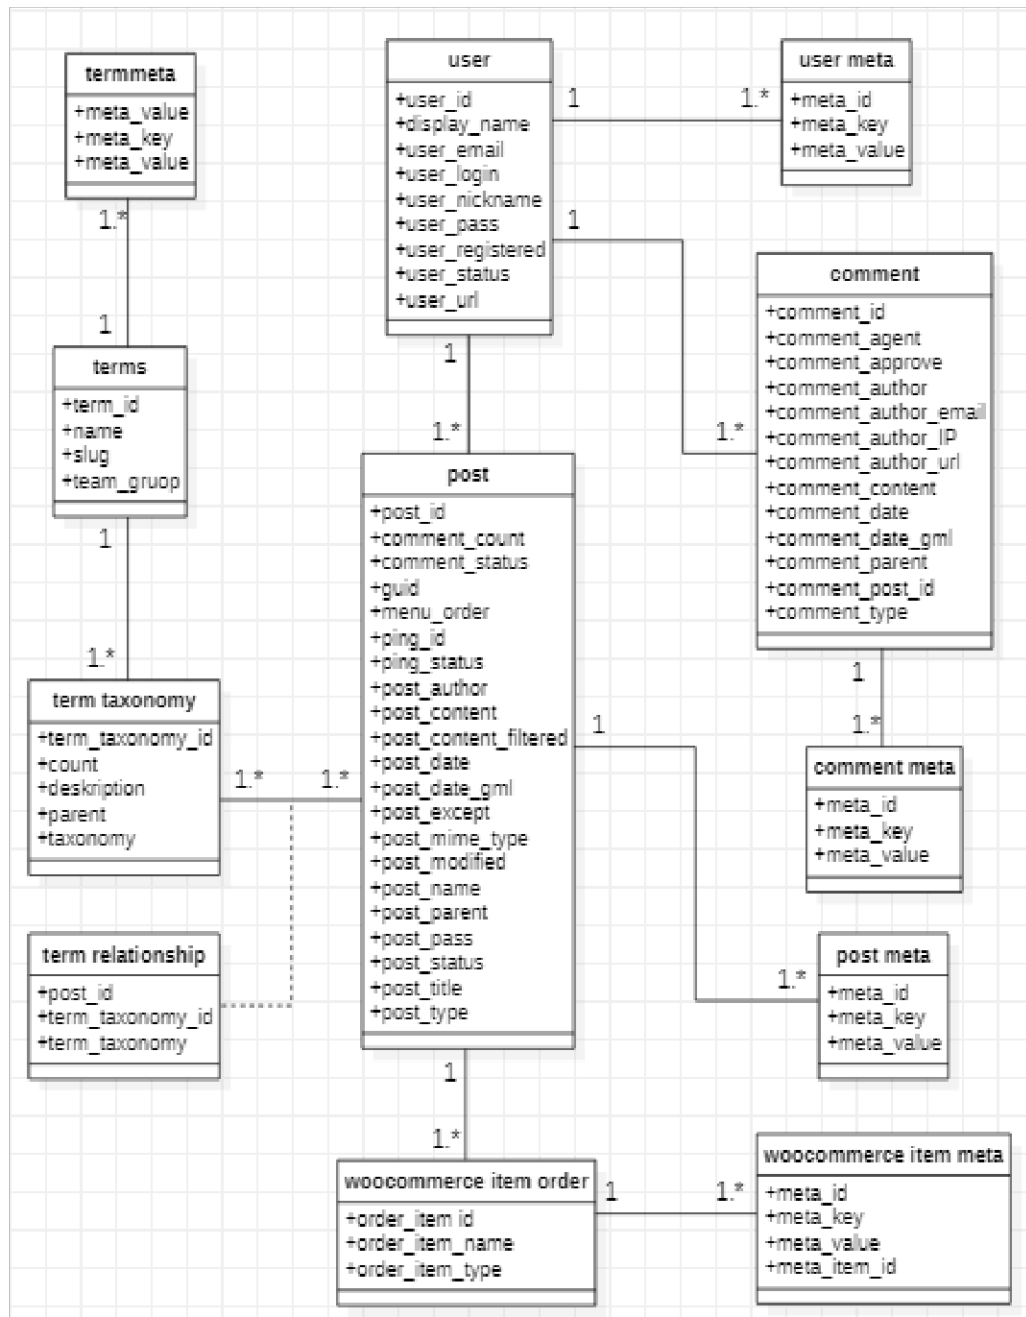 termmeta
+meta_value
+meta_key
+meta_value
1.*
1
terms
+term_id
+name
+slug
+team_gruop
1
1.*
term taxonomy
+term_taxonomy_id
+count
+deskription
+parent
+taxonomy
1.*
1.*
term relationship
+post_id
+term_taxonomy_id
+term_taxonomy
user
+user_id
+display_name
+user_email
+user_login
+user_nickname
+user_pass
+user_registered
+user_status
+user_url
1
1.*
1
1.*
1
1.*
user meta
+meta_id
+meta_key
+meta_value
comment
+comment_id
+comment_agent
+comment_approve
+comment_author
+comment_author_email
+comment_author_IP
+comment_author_url
+comment_content
+comment_date
+comment_date_gml
+comment_parent
+comment_post_id
+comment_type
1
1.*
comment meta
+meta_id
+meta_key
+meta_value
post
+post_id
+comment_count
+comment_status
+guid
+menu_order
+ping_id
+ping_status
+post_author
+post_content
+post_content_filtered
+post_date
+post_date_gml
+post_except
+post_mime_type
+post_modified
+post_name
+post_parent
+post_pass
+post_status
+post_title
+post_type
1
1.*
post meta
+meta_id
+meta_key
+meta_value
1
1.*
woocommerce item order
+order_item id
+order_item_name
+order_item_type
1
1.*
woocommerce item meta
+meta_id
+meta_key
+meta_value
+meta_item_id